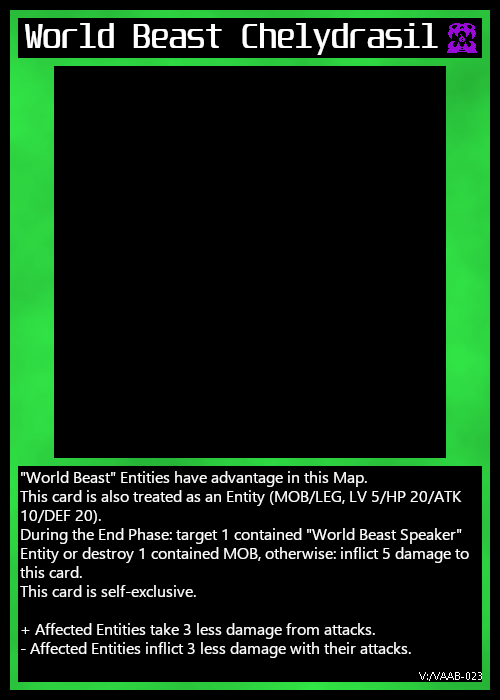 World Beast Chelydrasil
"World Beast" Entities have advantage in this Map.
This card is also treated as an Entity (MOB/LEG, LV 5/HP 20/ATK
10/DEF 20).
During the End Phase: target 1 contained "World Beast Speaker"
Entity or destroy 1 contained MOB, otherwise: inflict 5 damage to
this card.
This card is self-exclusive.
+ Affected Entities take 3 less damage from attacks.
- Affected Entities inflict 3 less damage with their attacks.
V:/VAAB-023